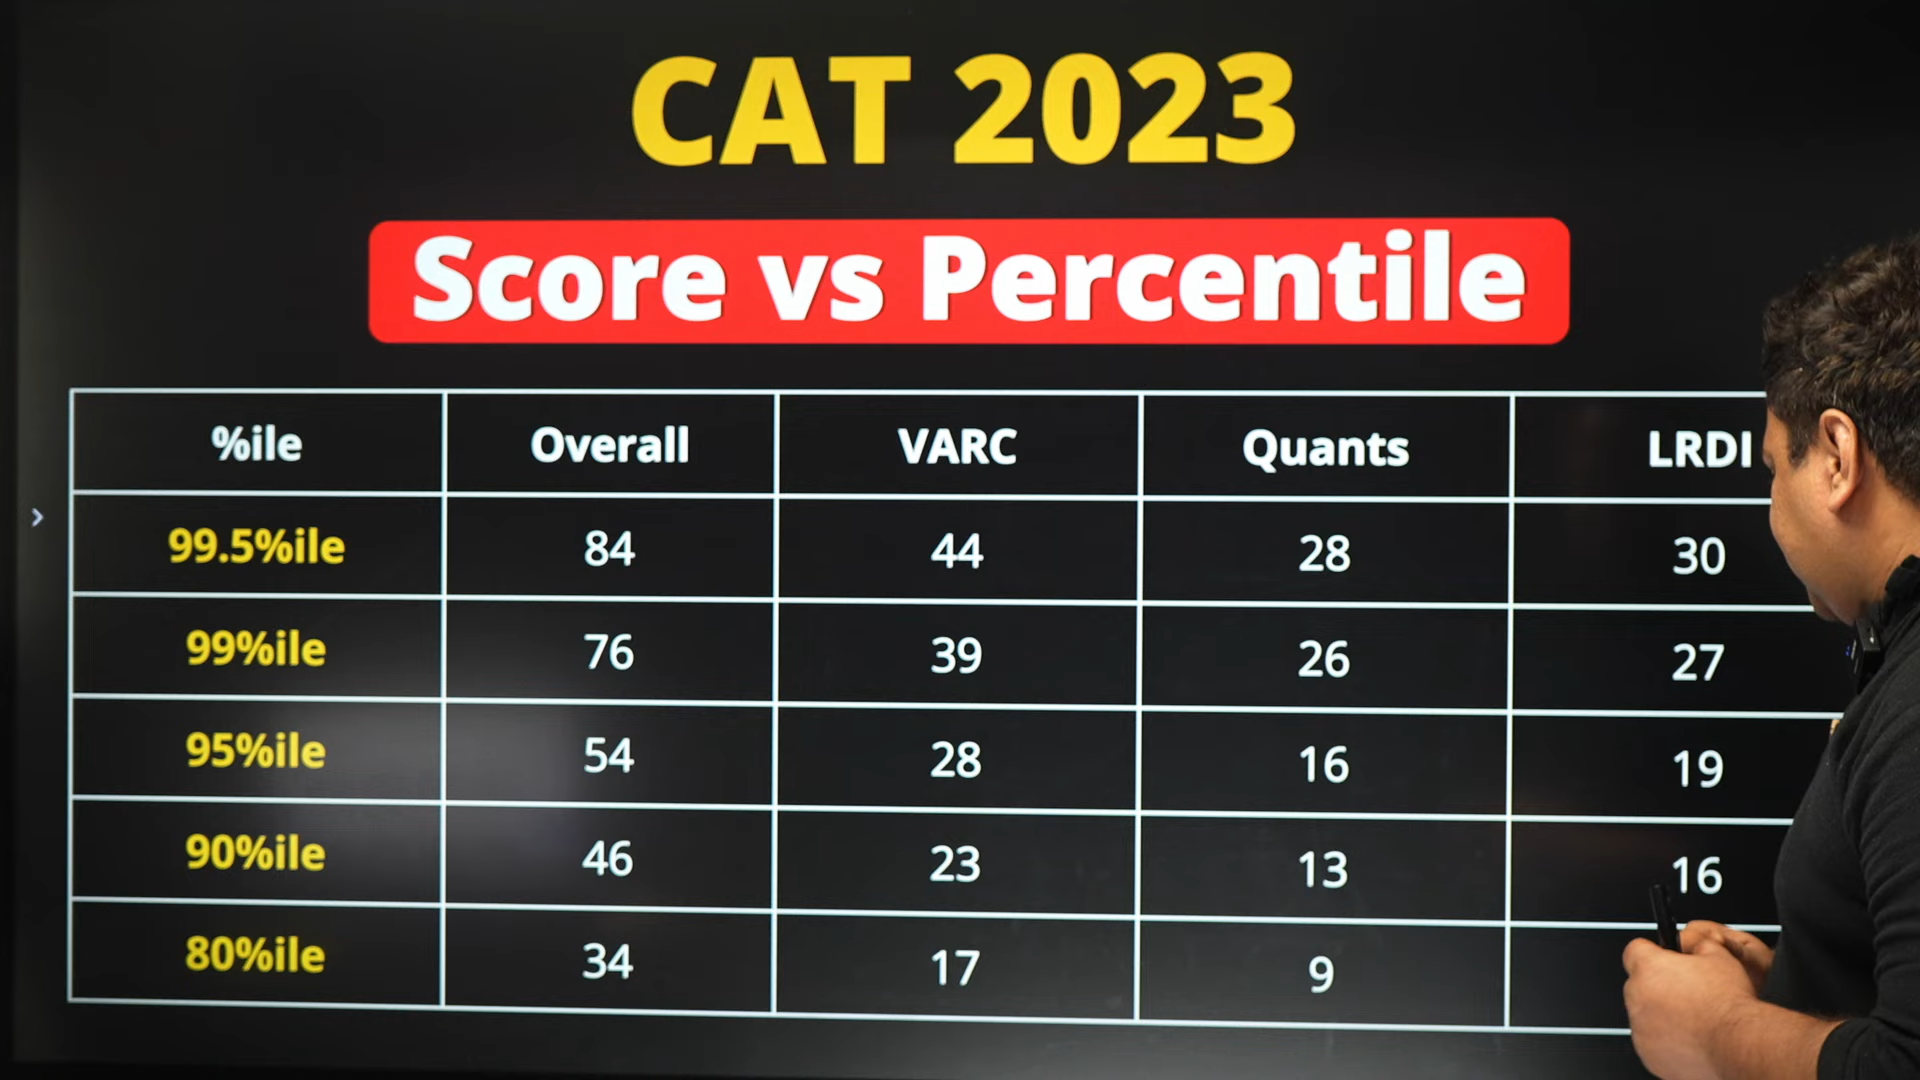 CAT 2023
Score vs Percentile
%ile Overall VARC Quants LRDI
99.5%ile 84 44 28 30
99%ile 76 39 26 27
95%ile 54 28 16 19
90%ile 46 23 13 16
80%ile 34 17 9